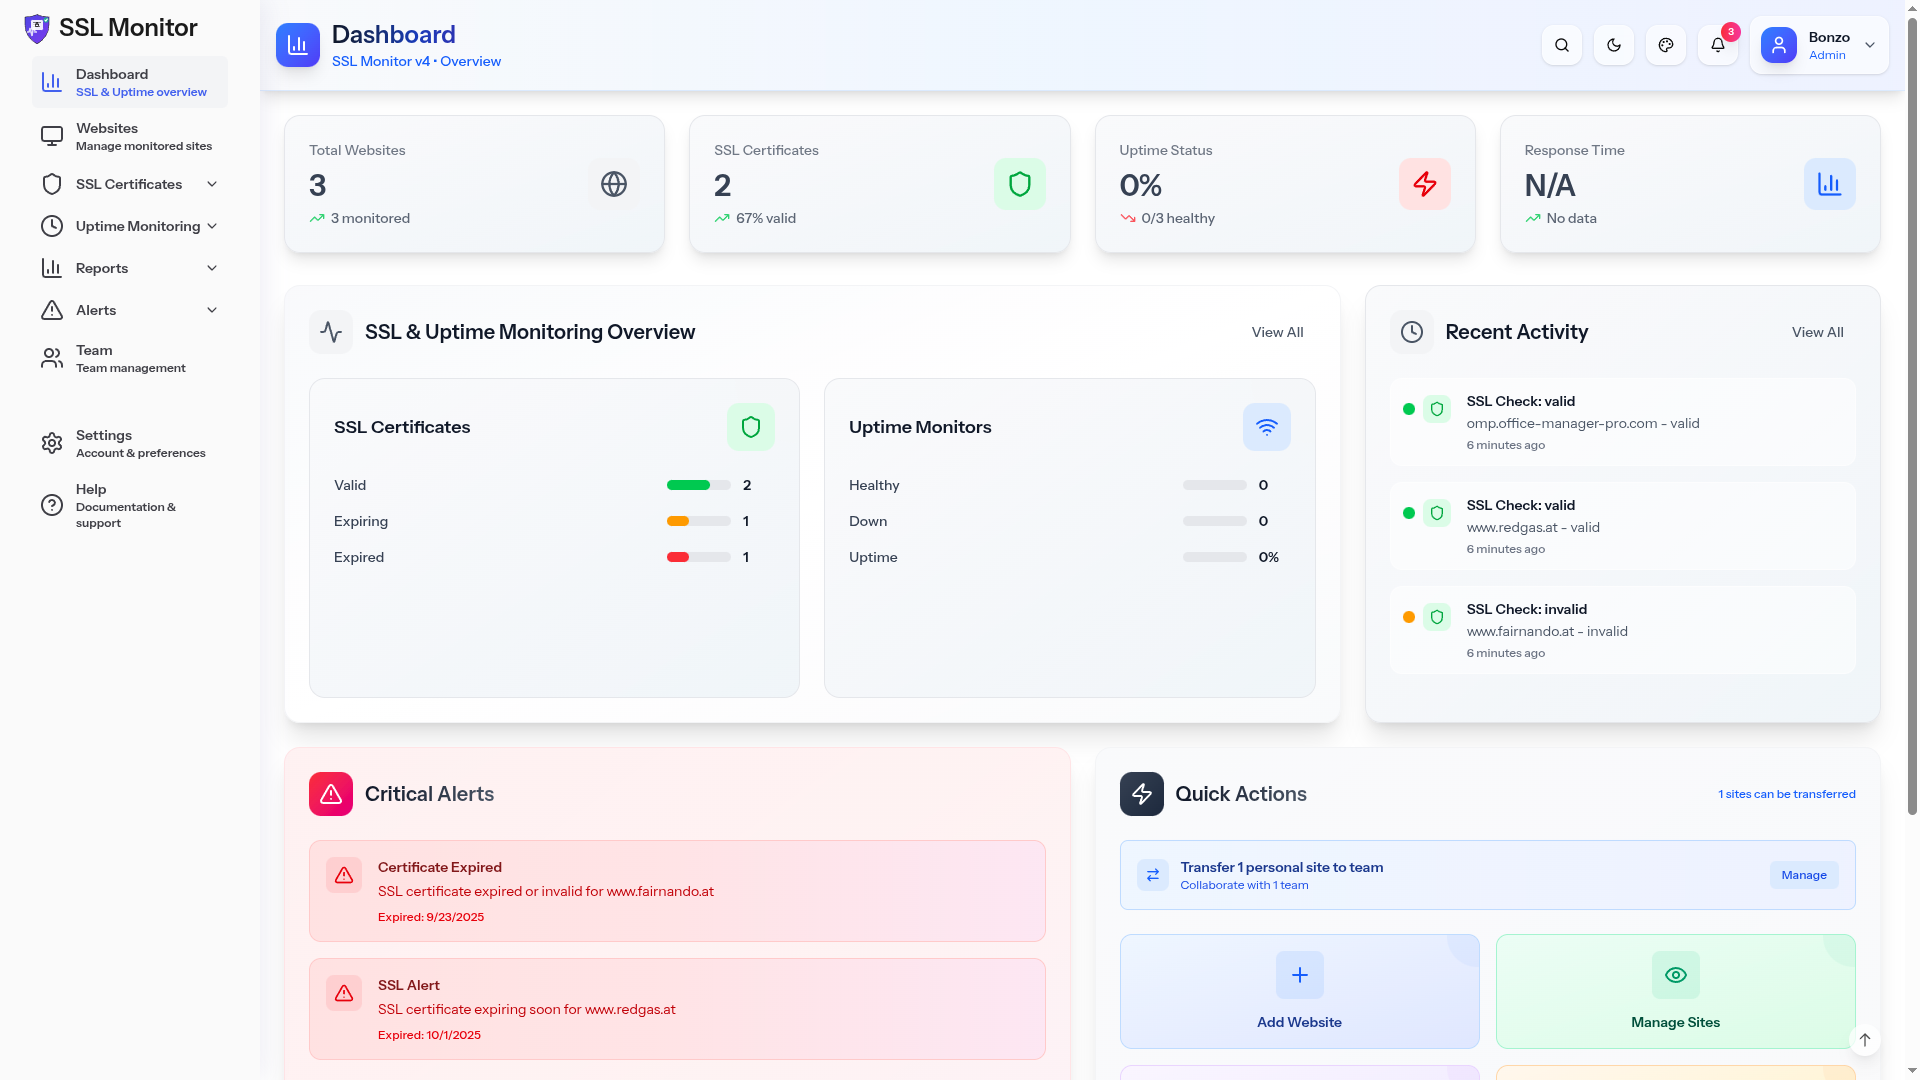 SSL Monitor
Dashboard
SSL & Uptime overview
Websites
Manage monitored sites
SSL Certificates
Uptime Monitoring
Reports
Alerts
Team
Team management
Settings
Account & preferences
Help
Documentation &
support
Dashboard
SSL Monitor v4 • Overview
3
Bonzo
Admin
Total Websites
3
3 monitored
SSL Certificates
2
67% valid
Uptime Status
0%
0/3 healthy
Response Time
N/A
No data
SSL & Uptime Monitoring Overview
View All
SSL Certificates
Valid 2
Expiring 1
Expired 1
Uptime Monitors
Healthy 0
Down 0
Uptime 0%
Recent Activity
View All
SSL Check: valid
omp.office-manager-pro.com - valid
6 minutes ago
SSL Check: valid
www.redgas.at - valid
6 minutes ago
SSL Check: invalid
www.fairnando.at - invalid
6 minutes ago
Critical Alerts
Certificate Expired
SSL certificate expired or invalid for www.fairnando.at
Expired: 9/23/2025
SSL Alert
SSL certificate expiring soon for www.redgas.at
Expired: 10/1/2025
Quick Actions
1 sites can be transferred
Transfer 1 personal site to team
Collaborate with 1 team
Manage
Add Website
Manage Sites